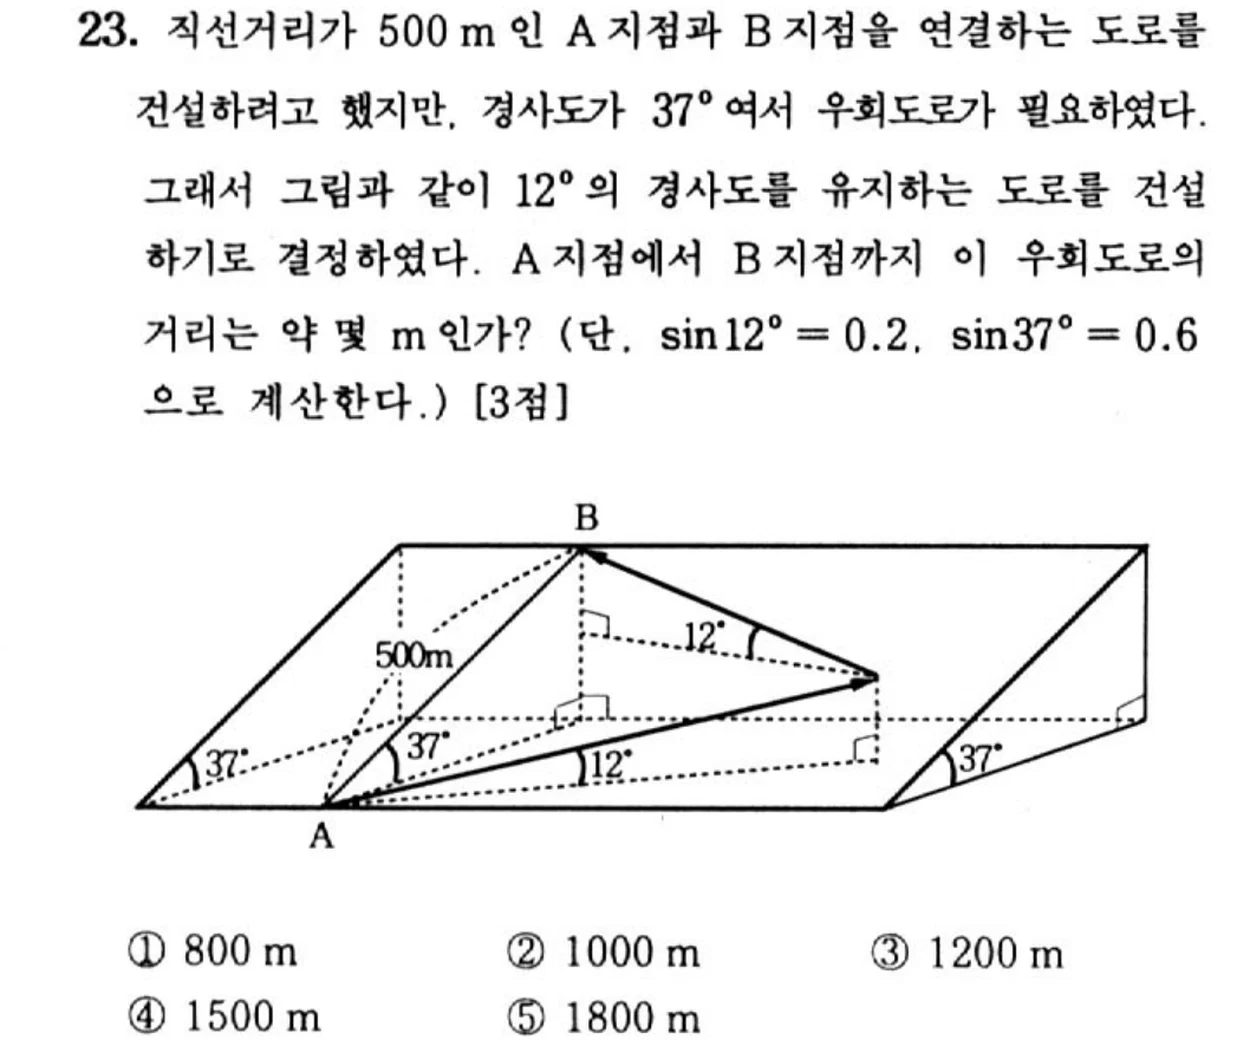 23. 직선거리가 500 m 인 A 지점과 B 지점을 연결하는 도로를
건설하려고 했지만, 경사도가 37° 여서 우회도로가 필요하였다.
그래서 그림과 같이 12° 의 경사도를 유지하는 도로를 건설
하기로 결정하였다. A 지점에서 B 지점까지 이 우회도로의
거리는 약 몇 m 인가? (단, sin12° = 0.2, sin37° = 0.6
으로 계산한다.) [3점]
B
12°
500m
37°
37°
12°
37°
A
① 800 m ② 1000 m ③ 1200 m
④ 1500 m ⑤ 1800 m